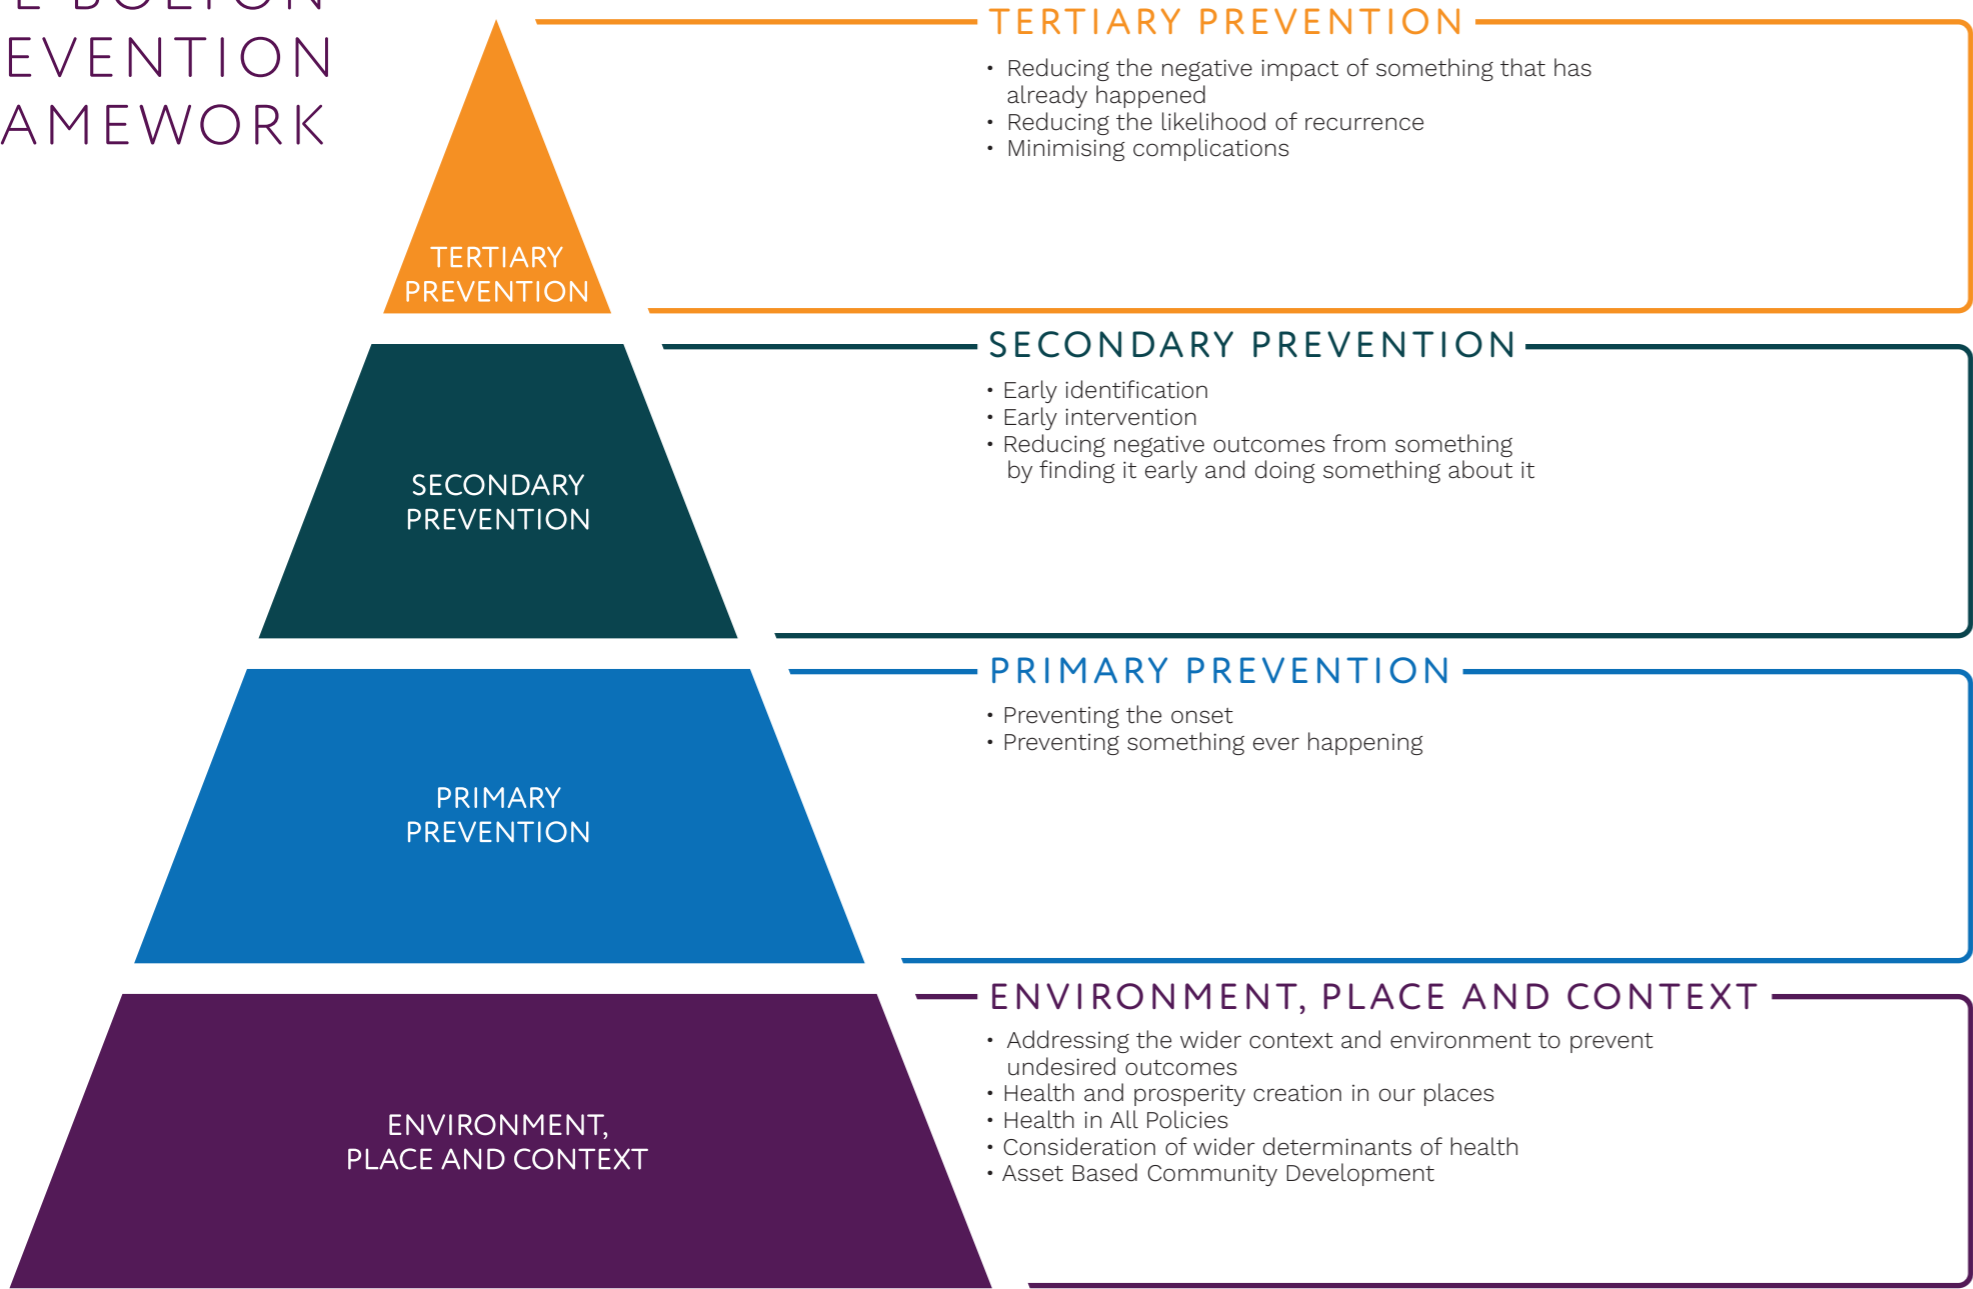 BOLTON
EVENTION
AMEWORK
TERTIARY
PREVENTION
SECONDARY
PREVENTION
PRIMARY
PREVENTION
ENVIRONMENT,
PLACE AND CONTEXT
TERTIARY PREVENTION
• Reducing the negative impact of something that has
already happened
• Reducing the likelihood of recurrence
• Minimising complications
SECONDARY PREVENTION
• Early identification
• Early intervention
• Reducing negative outcomes from something
by finding it early and doing something about it
PRIMARY PREVENTION
• Preventing the onset
• Preventing something ever happening
ENVIRONMENT, PLACE AND CONTEXT
• Addressing the wider context and environment to prevent
undesired outcomes
• Health and prosperity creation in our places
• Health in All Policies
• Consideration of wider determinants of health
• Asset Based Community Development